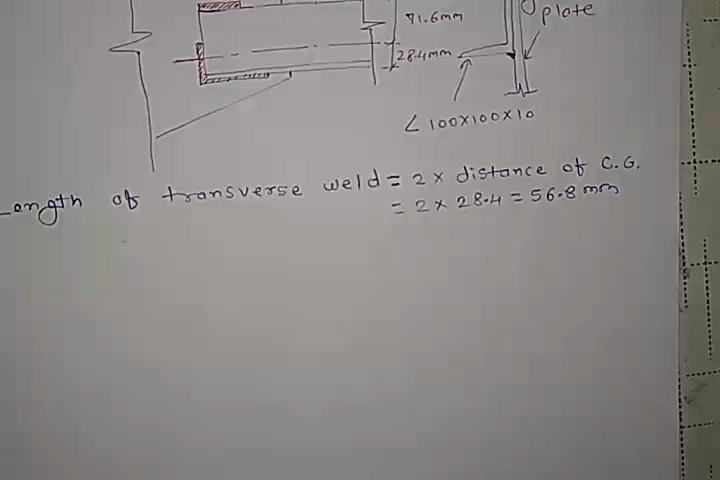 71.6mm
plate
28.4mm
∠ 100×100×10
Length of transverse weld = 2 × distance of C.G.
= 2 × 28.4 = 56.8 mm